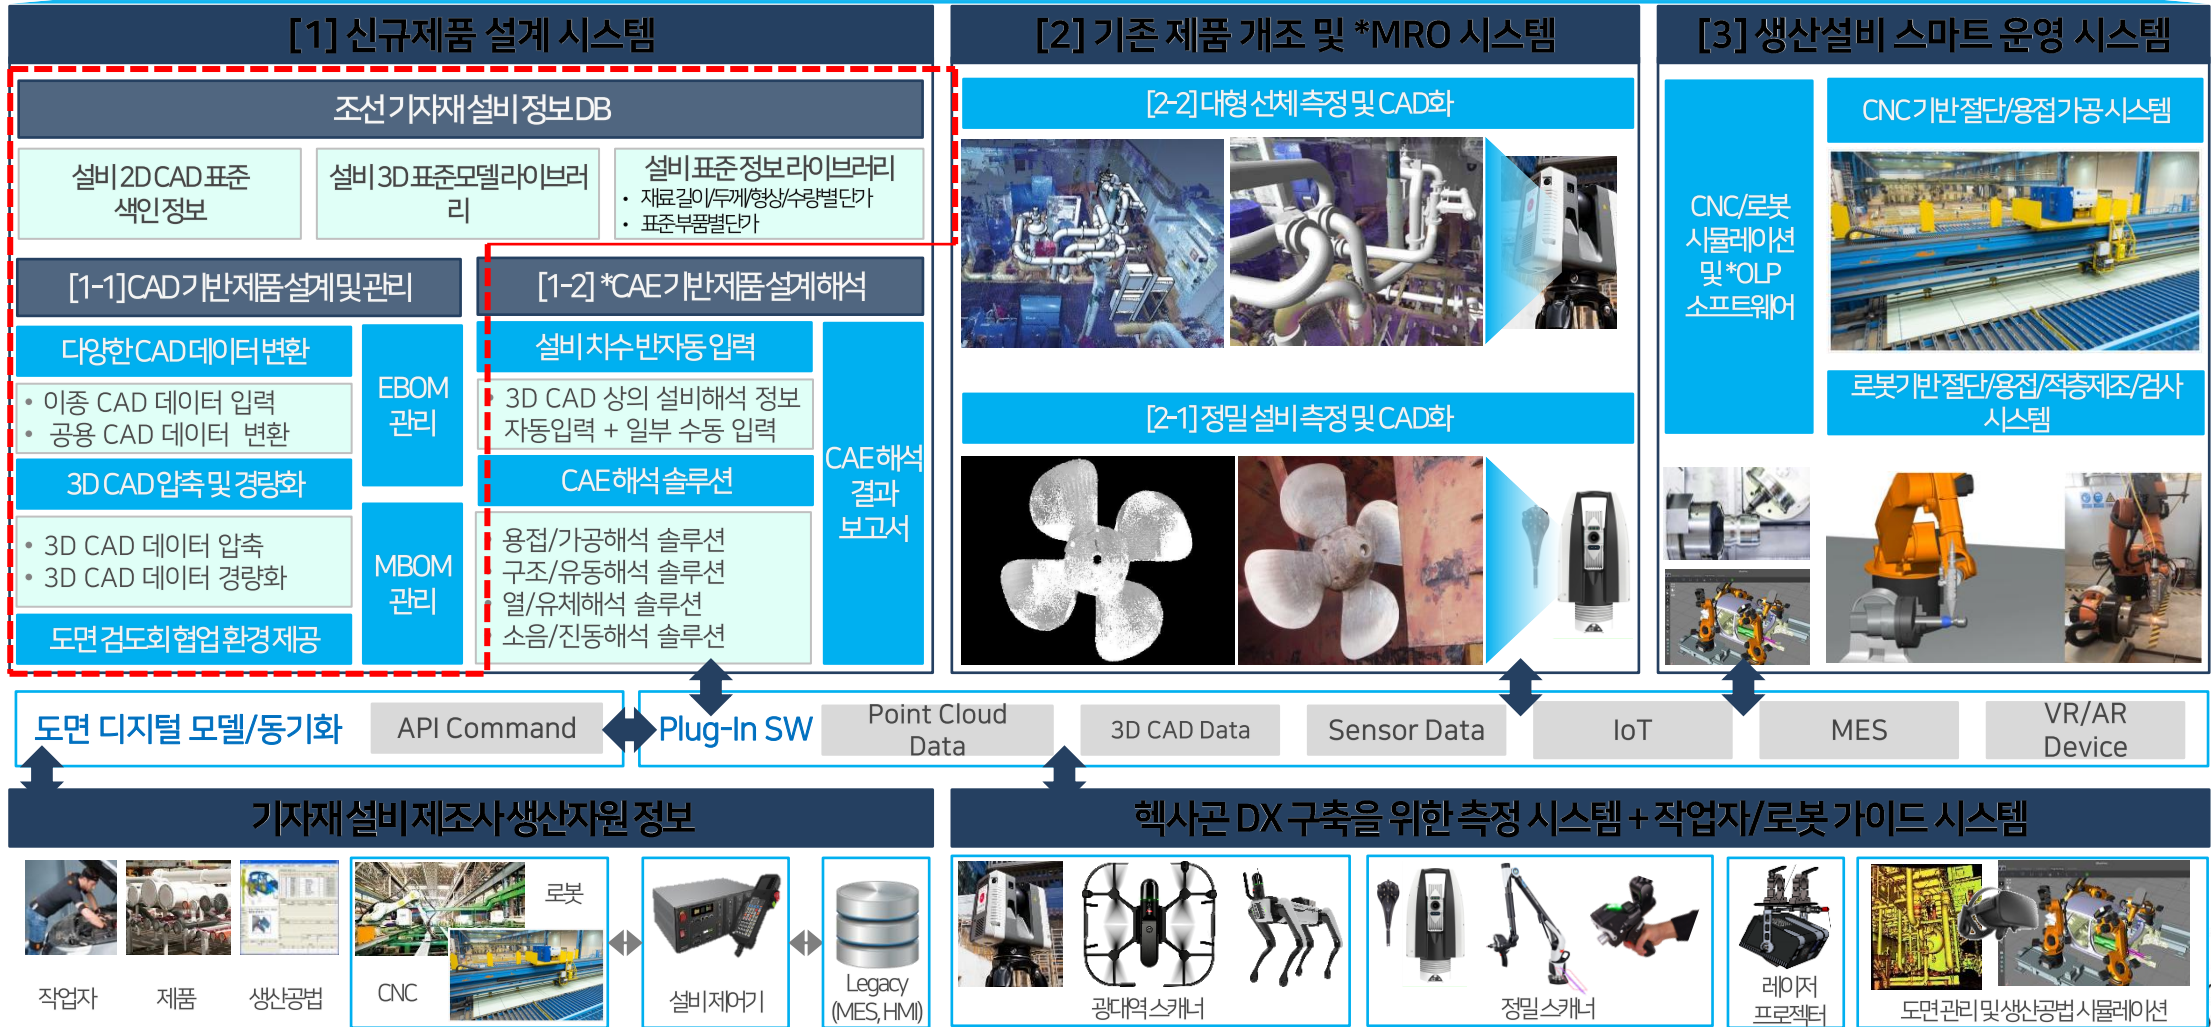 [1] 신규제품 설계 시스템
조선기자재 설비 정보 DB
설비 2D CAD 표준
색인 정보
설비 3D 표준모델 라이브러
리
설비 표준 정보 라이브러리
• 재료 길이/두께/형상/수량별 단가
• 표준 부품별 단가
[1-1] CAD 기반 제품 설계 및 관리
다양한 CAD 데이터 변환
• 이종 CAD 데이터 입력
• 공용 CAD 데이터 변환
3D CAD 압축 및 경량화
• 3D CAD 데이터 압축
• 3D CAD 데이터 경량화
도면 검도회 협업 환경 제공
EBOM
관리
MBOM
관리
[1-2] *CAE 기반 제품 설계 해석
설비 치수 반자동 입력
• 3D CAD 상의 설비해석 정보
자동입력 + 일부 수동 입력
CAE 해석 솔루션
• 용접/가공해석 솔루션
• 구조/유동해석 솔루션
• 열/유체해석 솔루션
• 소음/진동해석 솔루션
CAE 해석
결과
보고서
[2] 기존 제품 개조 및 *MRO 시스템
[2-2] 대형 선체 측정 및 CAD화
[2-1] 정밀 설비 측정 및 CAD화
[3] 생산설비 스마트 운영 시스템
CNC/로봇
시뮬레이션
및 *OLP
소프트웨어
CNC 기반 절단/용접 가공 시스템
로봇기반 절단/용접/적층제조/검사
시스템
도면 디지털 모델/동기화
API Command
Plug-In SW
Point Cloud
Data
3D CAD Data
Sensor Data
IoT
MES
VR/AR
Device
기자재 설비 제조사 생산자원 정보
작업자
제품
생산공법
CNC
로봇
설비 제어기
Legacy
(MES, HMI)
헥사곤 DX 구축을 위한 측정 시스템 + 작업자/로봇 가이드 시스템
광대역 스캐너
정밀 스캐너
레이저
프로젝터
도면 관리 및 생산공법 시뮬레이션